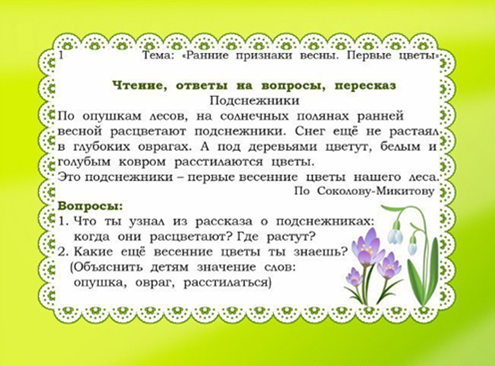 1 Тема: «Ранние признаки весны. Первые цветы»
Чтение, ответы на вопросы, пересказ
Подснежники
По опушкам лесов, на солнечных полянах ранней
весной расцветают подснежники. Снег ещё не растаял
в глубоких оврагах. А под деревьями цветут, белым и
голубым ковром расстилаются цветы.
Это подснежники – первые весенние цветы нашего леса.
По Соколову-Микитову
Вопросы:
1. Что ты узнал из рассказа о подснежниках:
когда они расцветают? Где растут?
2. Какие ещё весенние цветы ты знаешь?
(Объяснить детям значение слов:
опушка, овраг, расстилаться)